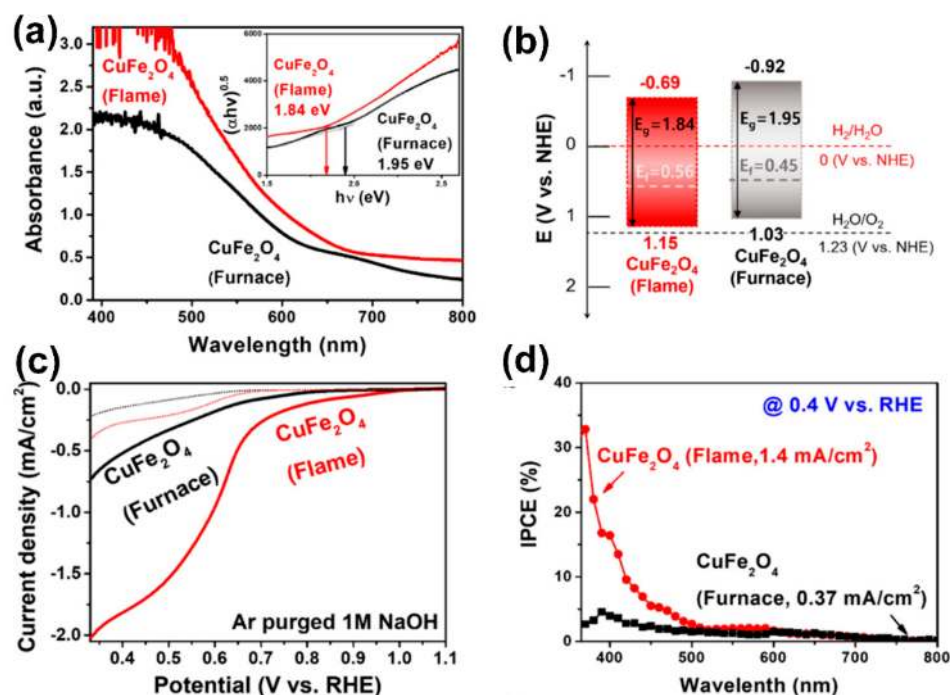 (a)
3.0
2.5
2.0
1.5
1.0
0.5
0.0
Absorbance (a.u.)
400 500 600 700 800
Wavelength (nm)
CuFe₂O₄
(Flame)
CuFe₂O₄
(Furnace)
6000
4000
2000
0
(αhν)^0.5
1.5 2.0 2.5
hν (eV)
CuFe₂O₄
(Flame)
1.84 eV
CuFe₂O₄
(Furnace)
1.95 eV
(b)
E (V vs. NHE)
-1
0
1
2
-0.69
-0.92
E_g=1.84
E_g=1.95
E_f=0.56
E_f=0.45
H₂/H₂O
0 (V vs. NHE)
H₂O/O₂
1.23 (V vs. NHE)
1.15
1.03
CuFe₂O₄
(Flame)
CuFe₂O₄
(Furnace)
(c)
0.0
-0.5
-1.0
-1.5
-2.0
Current density (mA/cm²)
CuFe₂O₄
(Furnace)
CuFe₂O₄
(Flame)
Ar purged 1M NaOH
0.4 0.5 0.6 0.7 0.8 0.9 1.0 1.1
Potential (V vs. RHE)
(d)
40
30
20
10
0
IPCE (%)
@ 0.4 V vs. RHE
CuFe₂O₄ (Flame,1.4 mA/cm²)
CuFe₂O₄
(Furnace, 0.37 mA/cm²)
400 500 600 700 800
Wavelenth (nm)